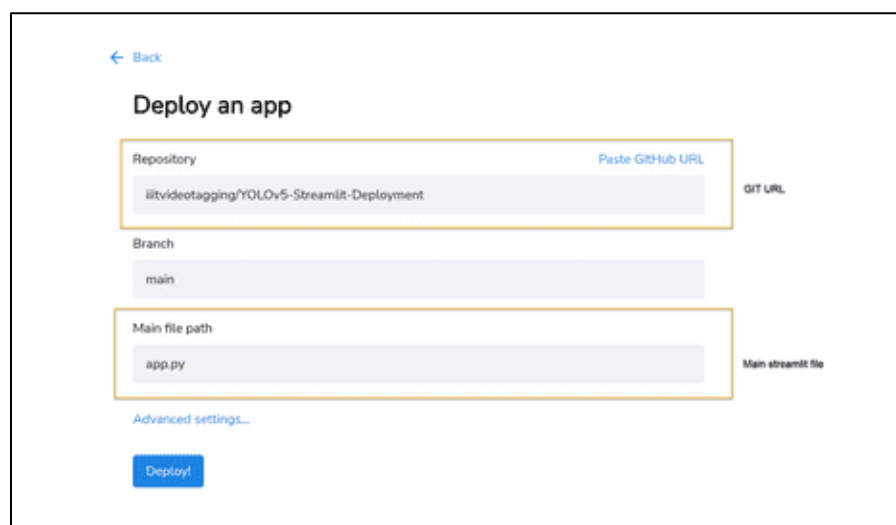 ← Back
Deploy an app
Repository
Paste GitHub URL
iiitvideotagging/YOLOv5-Streamlit-Deployment
GIT URL
Branch
main
Main file path
app.py
Main streamlit file
Advanced settings...
Deploy!